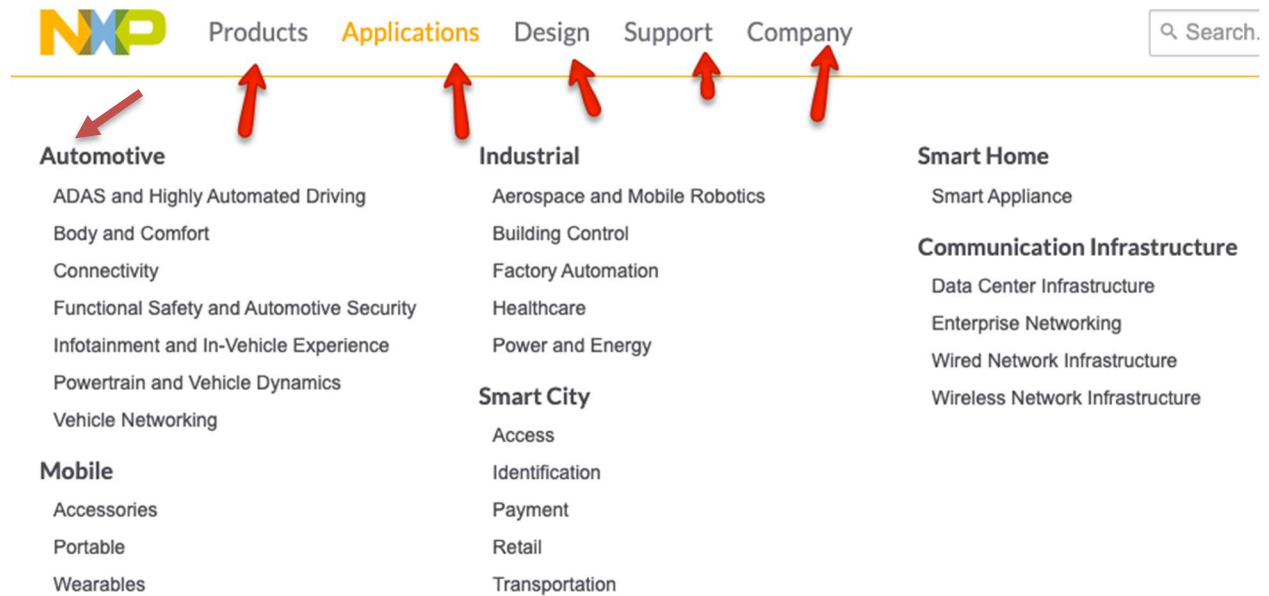 NXP
Products Applications Design Support Company
Search.
Automotive
ADAS and Highly Automated Driving
Body and Comfort
Connectivity
Functional Safety and Automotive Security
Infotainment and In-Vehicle Experience
Powertrain and Vehicle Dynamics
Vehicle Networking
Mobile
Accessories
Portable
Wearables
Industrial
Aerospace and Mobile Robotics
Building Control
Factory Automation
Healthcare
Power and Energy
Smart City
Access
Identification
Payment
Retail
Transportation
Smart Home
Smart Appliance
Communication Infrastructure
Data Center Infrastructure
Enterprise Networking
Wired Network Infrastructure
Wireless Network Infrastructure